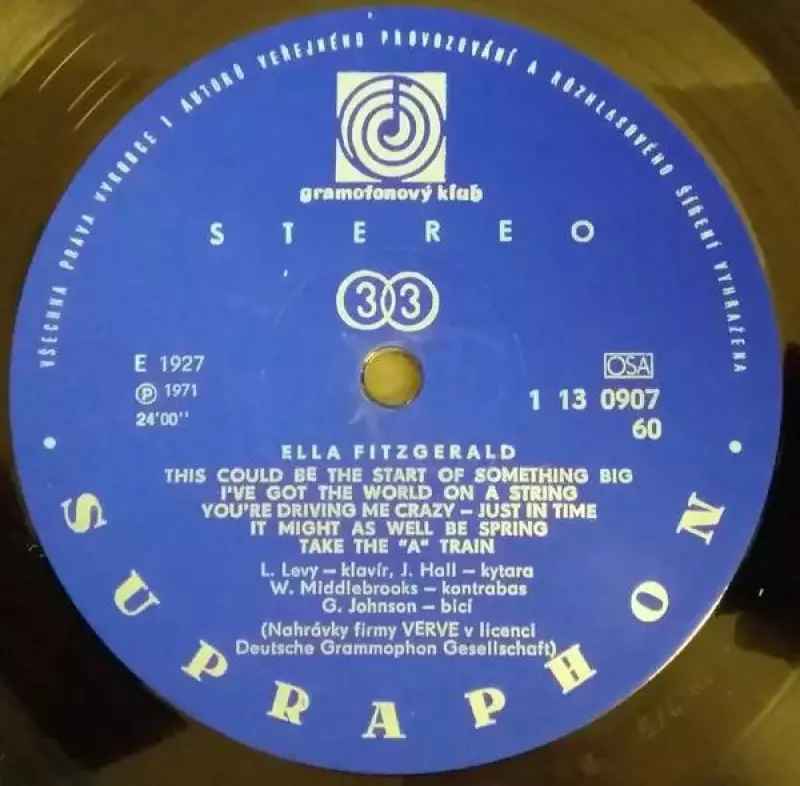 VŠECHNA PRÁVA VÝROBCE I AUTORŮ VEŘEJNÉHO PROVOZOVÁNÍ A ROZHLASOVÉHO ŠÍŘENÍ VYHRAŽENA
gramofonový klub
STEREO
33
E 1927
Ⓟ 1971
24'00''
OSA
1 13 0907
60
ELLA FITZGERALD
THIS COULD BE THE START OF SOMETHING BIG
I'VE GOT THE WORLD ON A STRING
YOU'RE DRIVING ME CRAZY – JUST IN TIME
IT MIGHT AS WELL BE SPRING
TAKE THE "A" TRAIN
L. Levy – klavír, J. Hall – kytara
W. Middlebrooks – kontrabas
G. Johnson – bicí
(Nahrávky firmy VERVE v licenci
Deutsche Grammophon Gesellschaft)
SUPRAPHON